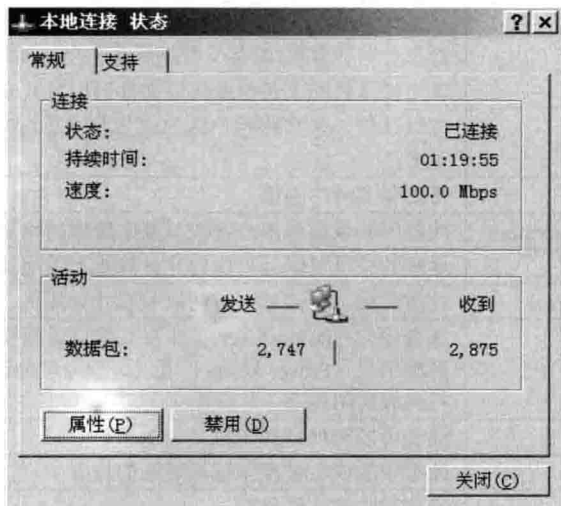 本地连接 状态
常规 支持
连接
状态: 已连接
持续时间: 01:19:55
速度: 100.0 Mbps
活动
发送 — — 收到
数据包: 2,747 | 2,875
属性(P) 禁用(D)
关闭(C)